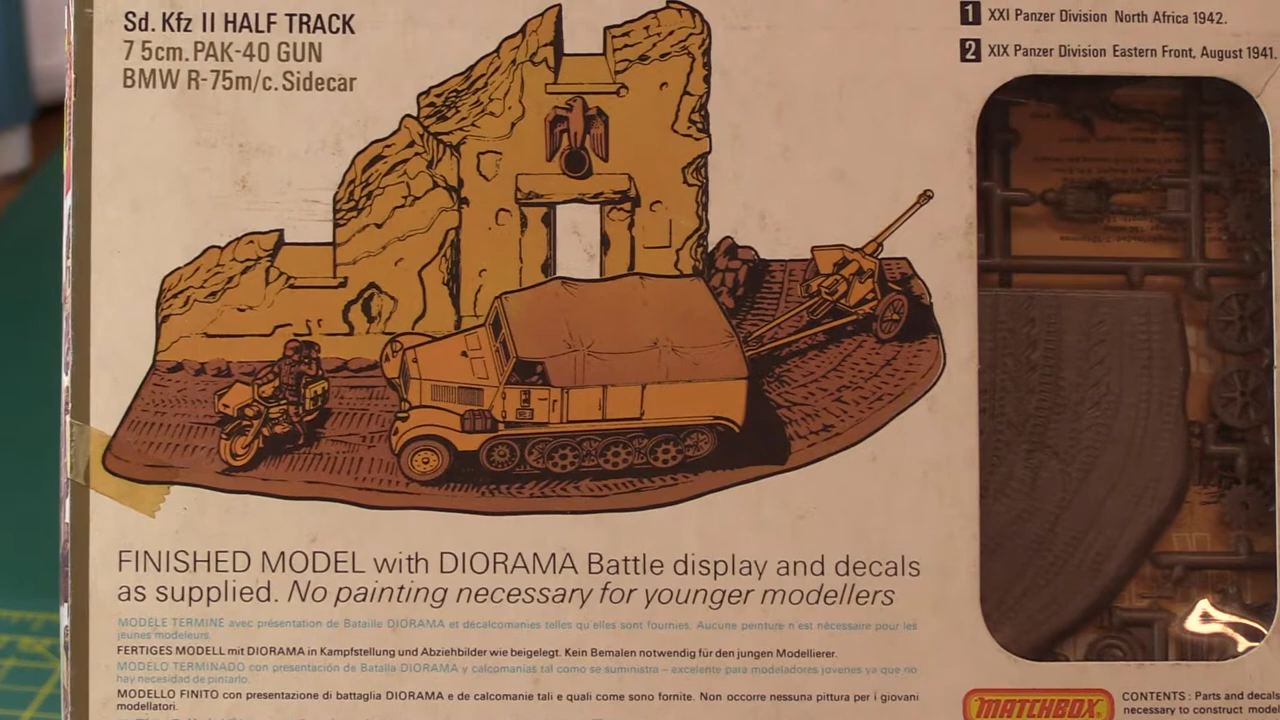 Sd. Kfz II HALF TRACK
7 5cm. PAK-40 GUN
BMW R-75m/c. Sidecar
1 XXI Panzer Division North Africa 1942.
2 XIX Panzer Division Eastern Front, August 1941.
FINISHED MODEL with DIORAMA Battle display and decals
as supplied. No painting necessary for younger modellers
MODELE TERMINE avec présentation de Bataille DIORAMA et décalcomanies telles qu elles sont fournies. Aucune peinture n est nécessaire pour les
jeunes modeleurs.
FERTIGES MODELL mit DIORAMA in Kampfstellung und Abziehbilder wie beigelegt. Kein Bemalen notwendig für den jungen Modellierer.
MODELO TERMINADO con presentación de Batalla DIORAMA y calcomanias tal como se suministra – excelente para modeladores jovenes ya que no
hay necesidad de pintarlo.
MODELLO FINITO con presentazione di battaglia DIORAMA e de calcomanie tali e quali come sono fornite. Non occorre nessuna pittura per i giovani
modellatori.
MATCHBOX
CONTENTS : Parts and decals
necessary to construct model